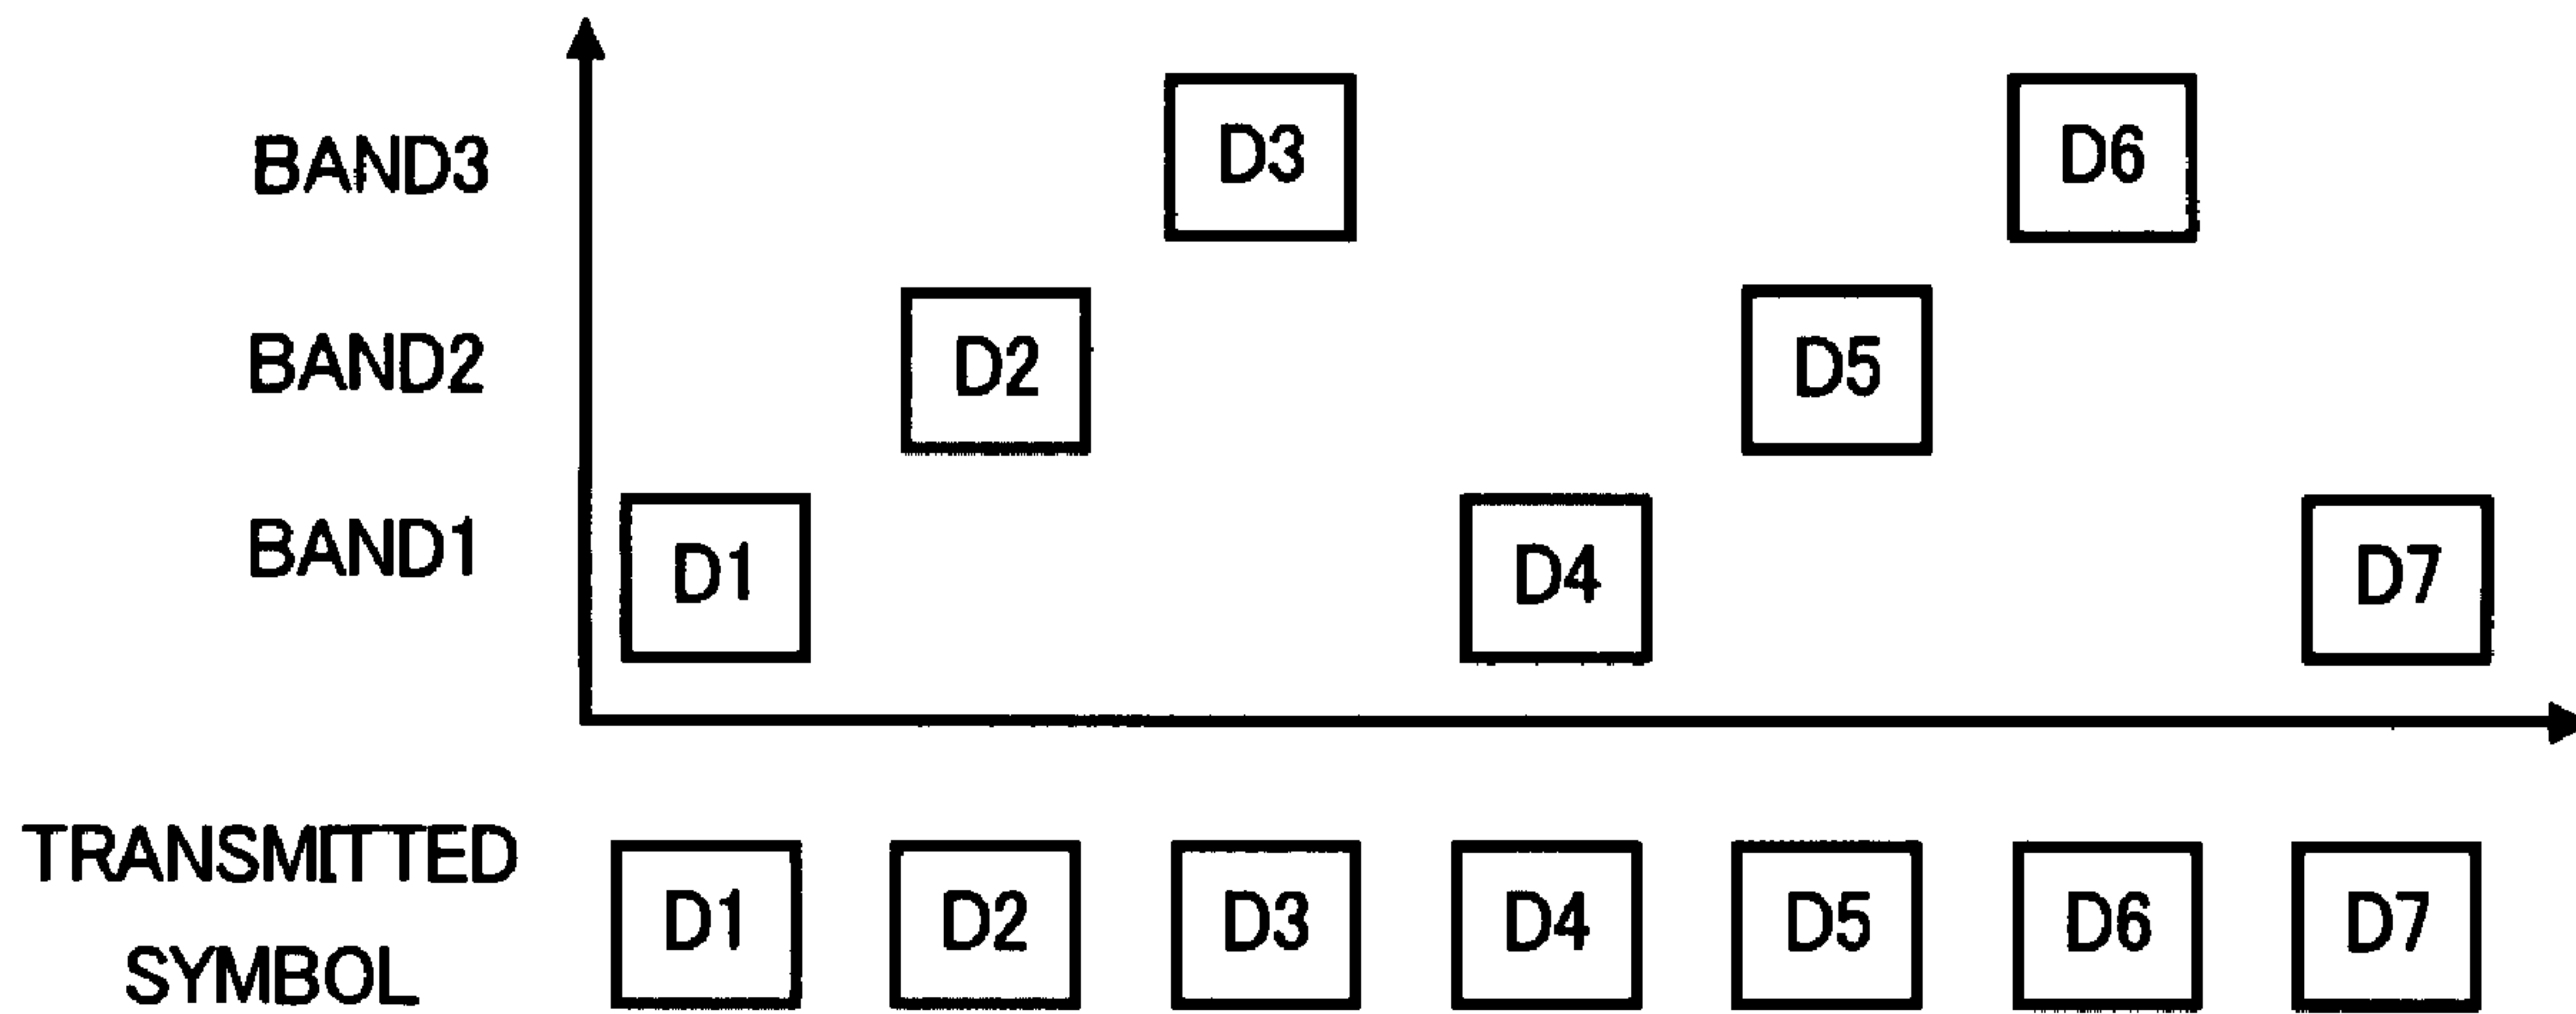 BAND3 D3 D6
BAND2 D2 D5
BAND1 D1 D4 D7
TRANSMITTED
SYMBOL
D1 D2 D3 D4 D5 D6 D7